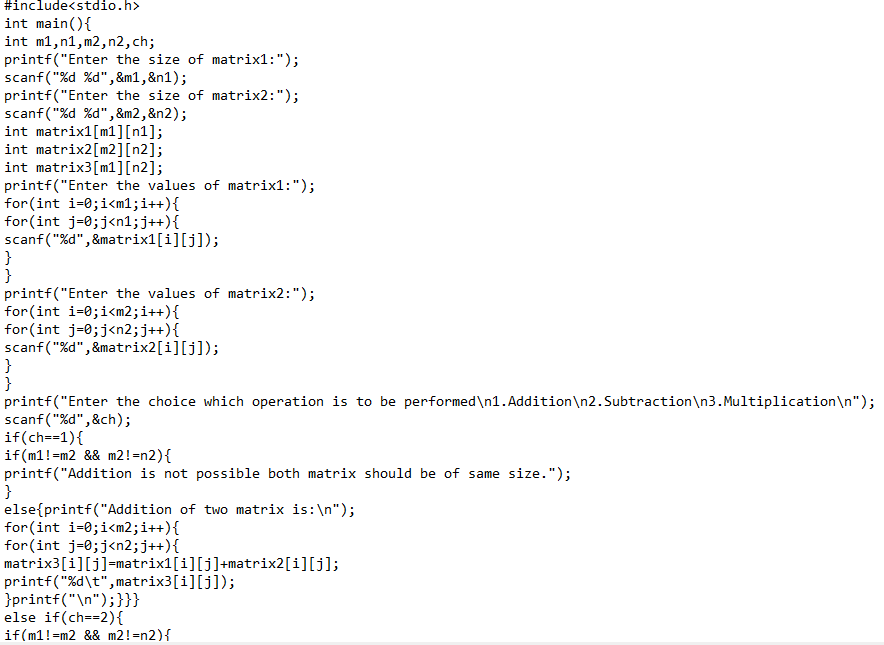 #include<stdio.h>
int main(){
int m1,n1,m2,n2,ch;
printf("Enter the size of matrix1:");
scanf("%d %d",&m1,&n1);
printf("Enter the size of matrix2:");
scanf("%d %d",&m2,&n2);
int matrix1[m1][n1];
int matrix2[m2][n2];
int matrix3[m1][n2];
printf("Enter the values of matrix1:");
for(int i=0;i<m1;i++){
for(int j=0;j<n1;j++){
scanf("%d",&matrix1[i][j]);
}
}
printf("Enter the values of matrix2:");
for(int i=0;i<m2;i++){
for(int j=0;j<n2;j++){
scanf("%d",&matrix2[i][j]);
}
}
printf("Enter the choice which operation is to be performed\n1.Addition\n2.Subtraction\n3.Multiplication\n");
scanf("%d",&ch);
if(ch==1){
if(m1!=m2 && m2!=n2){
printf("Addition is not possible both matrix should be of same size.");
}
else{printf("Addition of two matrix is:\n");
for(int i=0;i<m2;i++){
for(int j=0;j<n2;j++){
matrix3[i][j]=matrix1[i][j]+matrix2[i][j];
printf("%d\t",matrix3[i][j]);
}printf("\n");}}}
else if(ch==2){
if(m1!=m2 && m2!=n2){